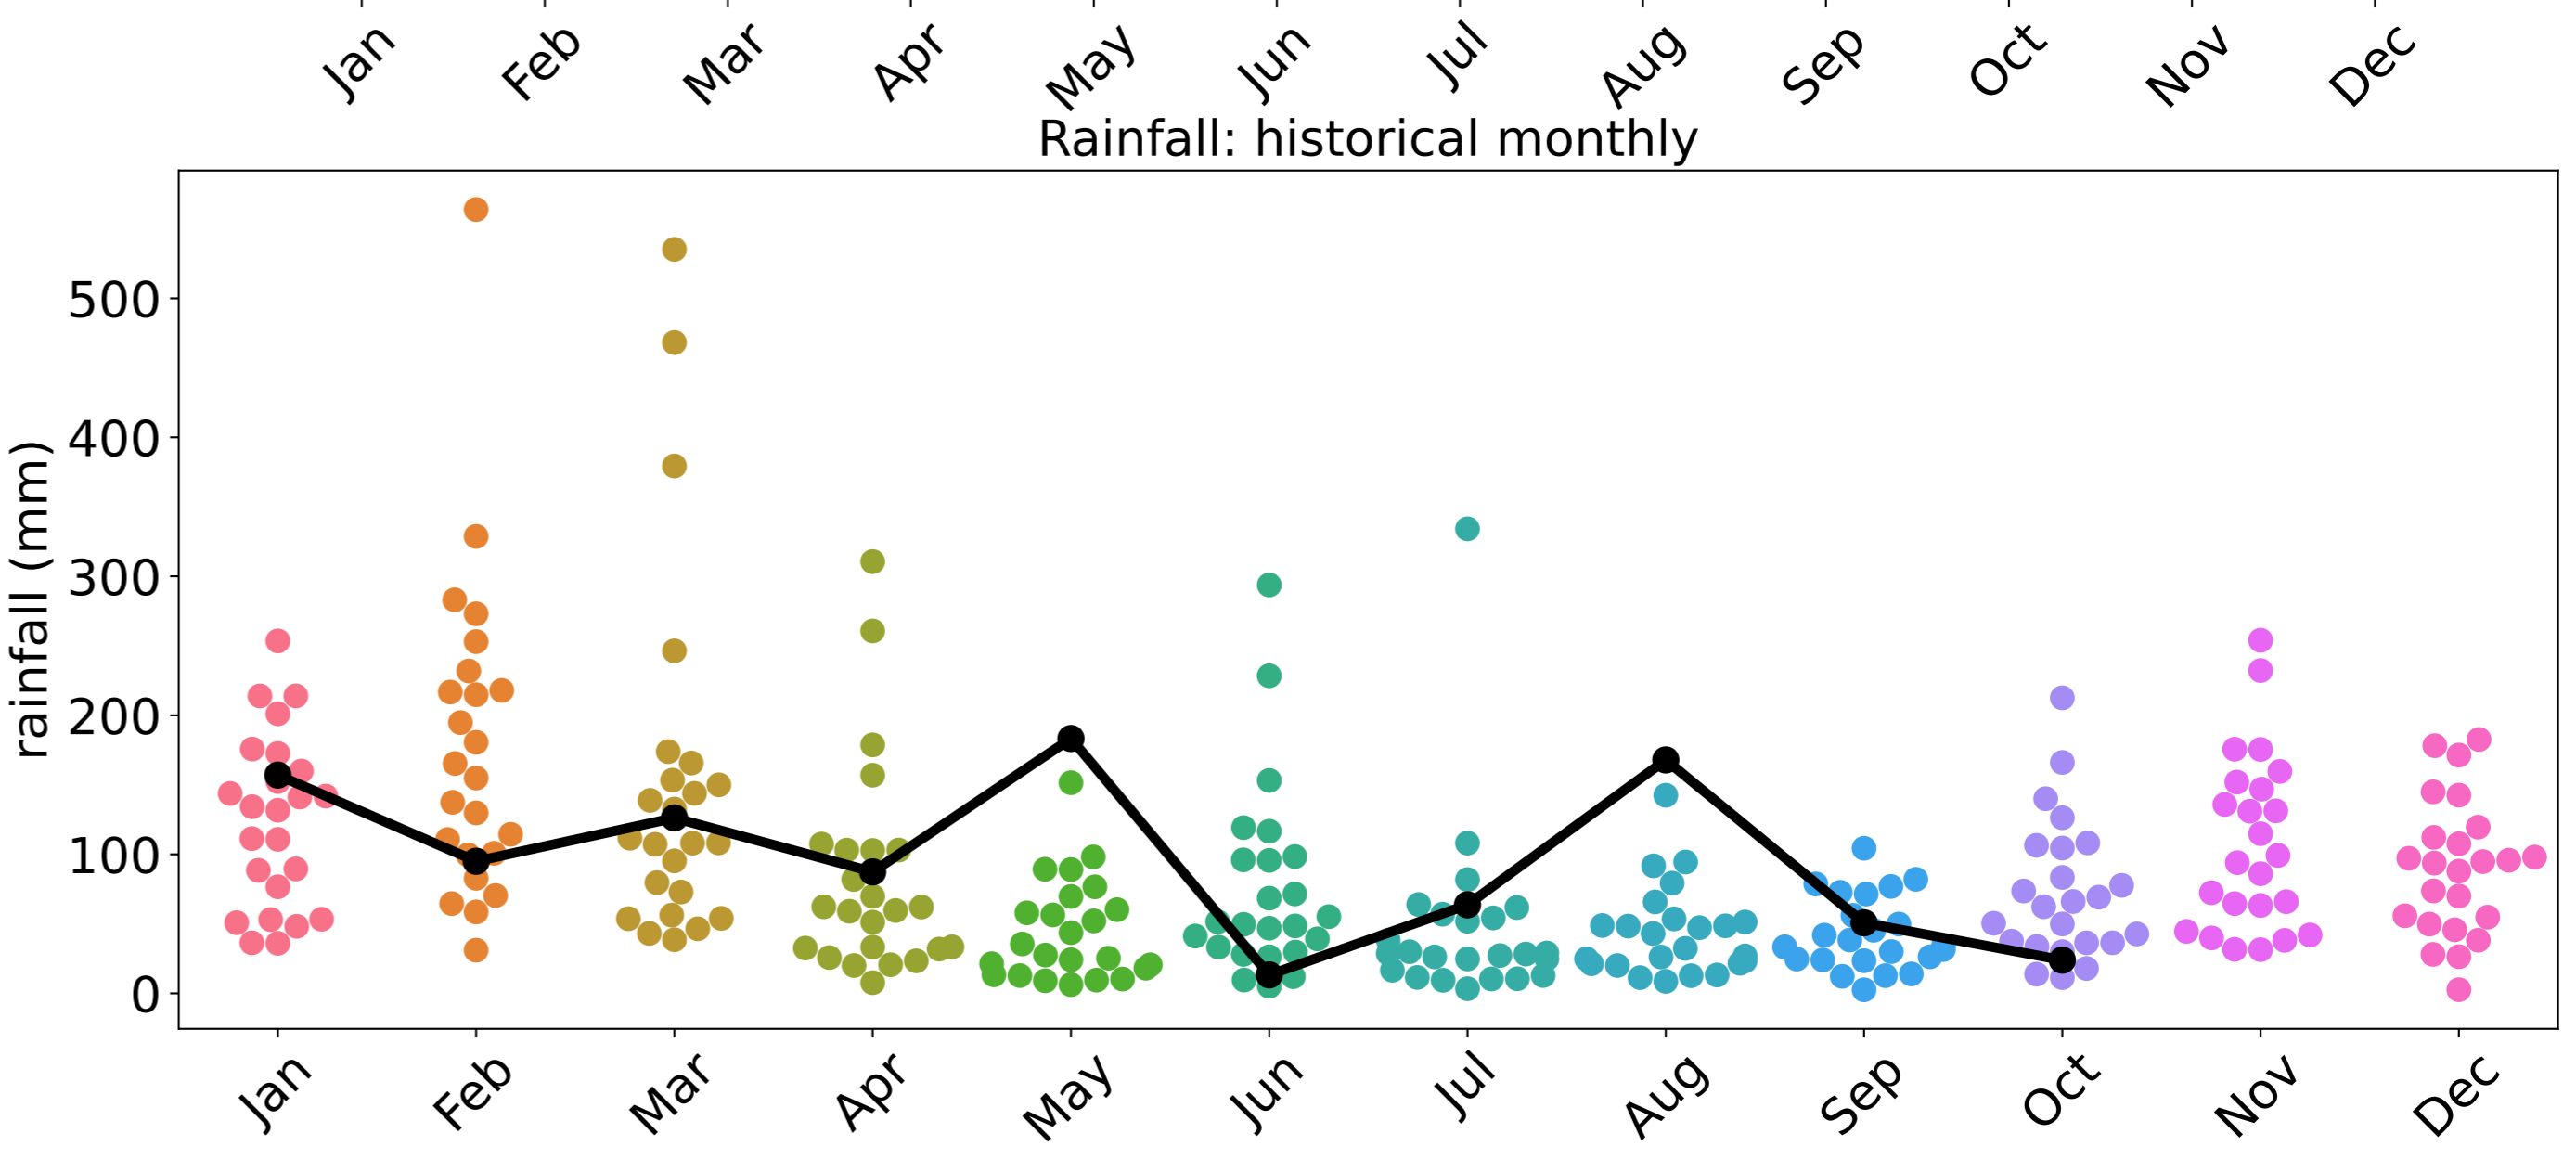 Jan Feb Mar Apr May Jun Jul Aug Sep Oct Nov Dec
Rainfall: historical monthly
rainfall (mm)
500
400
300
200
100
0
Jan Feb Mar Apr May Jun Jul Aug Sep Oct Nov Dec